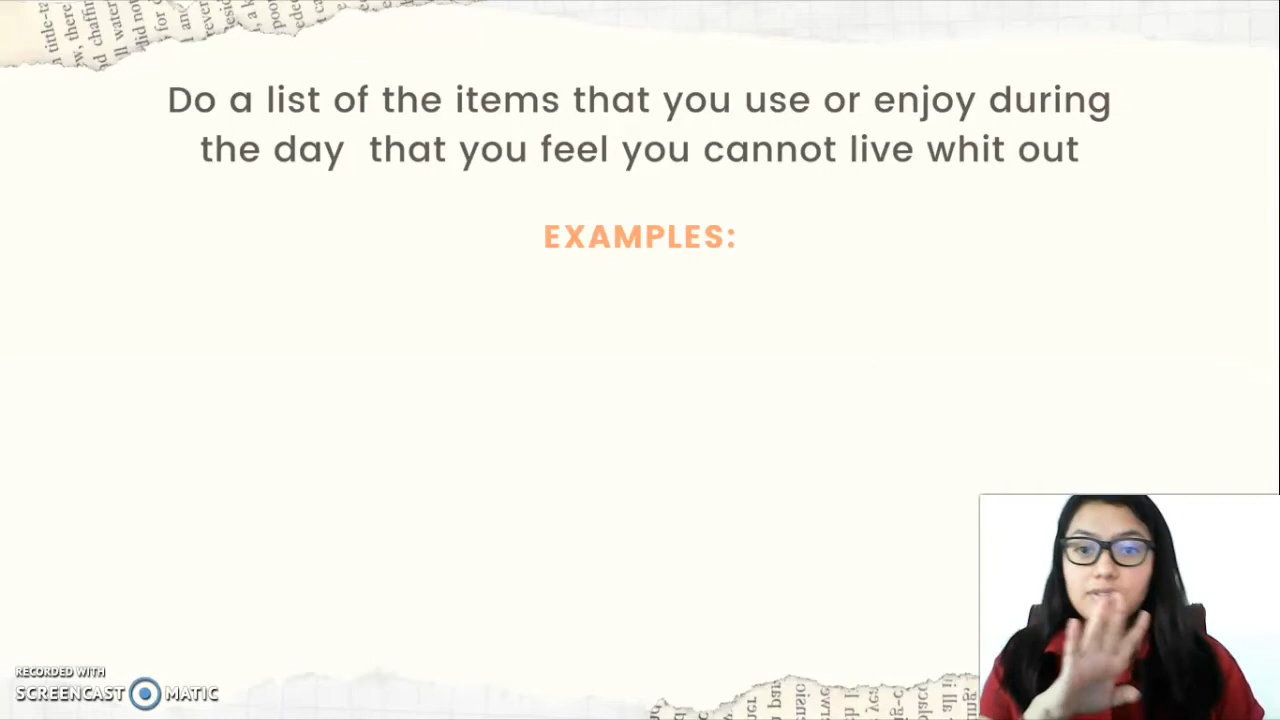 Do a list of the items that you use or enjoy during
the day  that you feel you cannot live whit out
EXAMPLES:
RECORDED WITH
SCREENCAST MATIC